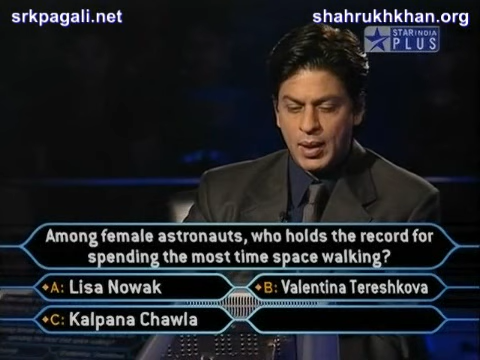 srkpagali.net
shahrukhkhan.org
STAR INDIA
PLUS
Among female astronauts, who holds the record for
spending the most time space walking?
A: Lisa Nowak
B: Valentina Tereshkova
C: Kalpana Chawla